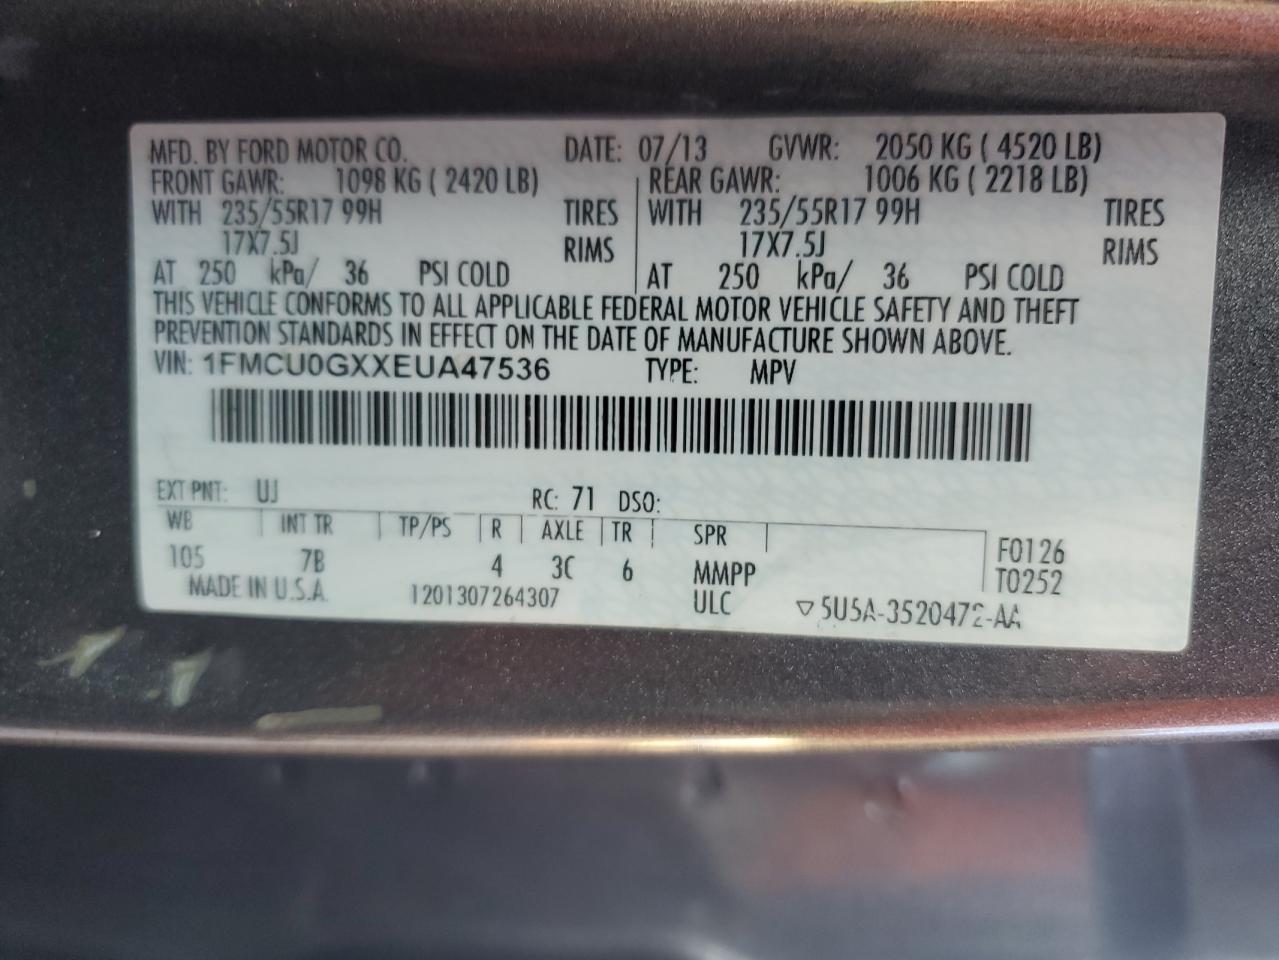 MFD. BY FORD MOTOR CO. DATE: 07/13 GVWR: 2050 KG ( 4520 LB)
FRONT GAWR: 1098 KG ( 2420 LB) REAR GAWR: 1006 KG ( 2218 LB)
WITH 235/55R17 99H TIRES WITH 235/55R17 99H TIRES
17X7.5J RIMS 17X7.5J RIMS
AT 250 kPa/ 36 PSI COLD AT 250 kPa/ 36 PSI COLD
THIS VEHICLE CONFORMS TO ALL APPLICABLE FEDERAL MOTOR VEHICLE SAFETY AND THEFT
PREVENTION STANDARDS IN EFFECT ON THE DATE OF MANUFACTURE SHOWN ABOVE.
VIN: 1FMCU0GXXEUA47536 TYPE: MPV
EXT PNT: UJ RC: 71 DSO:
WB INT TR TP/PS R AXLE TR SPR
105 7B 4 3C 6 MMPP F0126
T0252
MADE IN U.S.A. 1201307264307 ULC ▽5U5A-3520472-AA